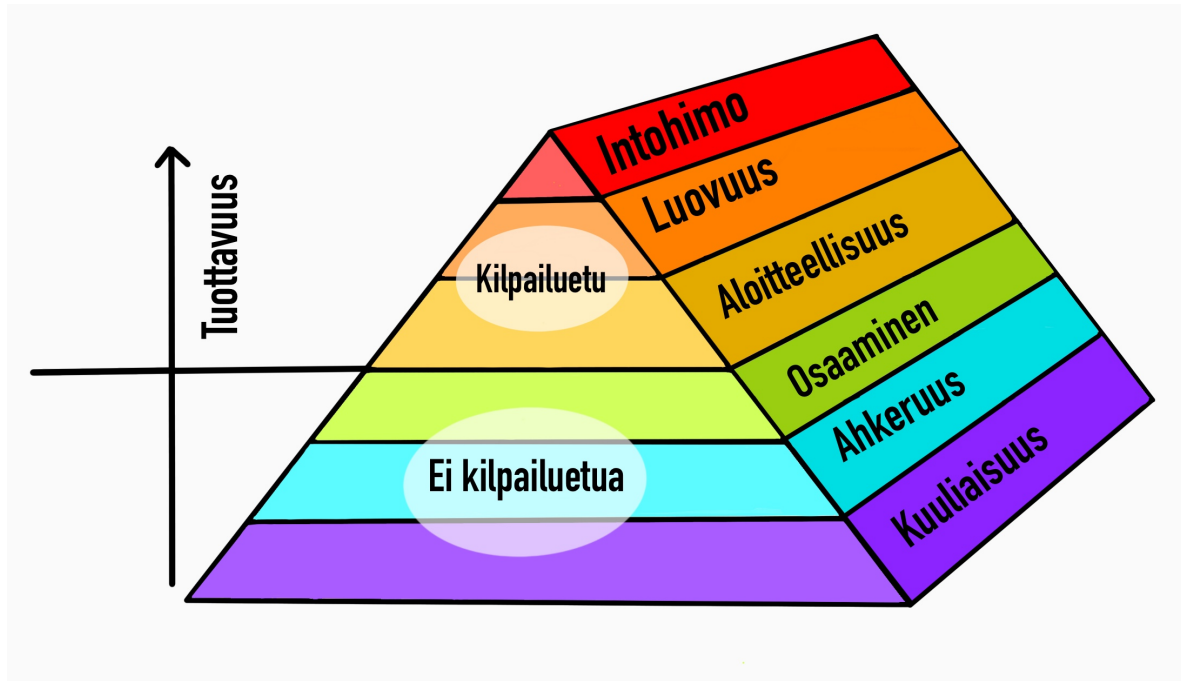 Tuottavuus
Kilpailuetu
Ei kilpailuetua
Intohimo
Luovuus
Aloitteellisuus
Osaaminen
Ahkeruus
Kuuliaisuus